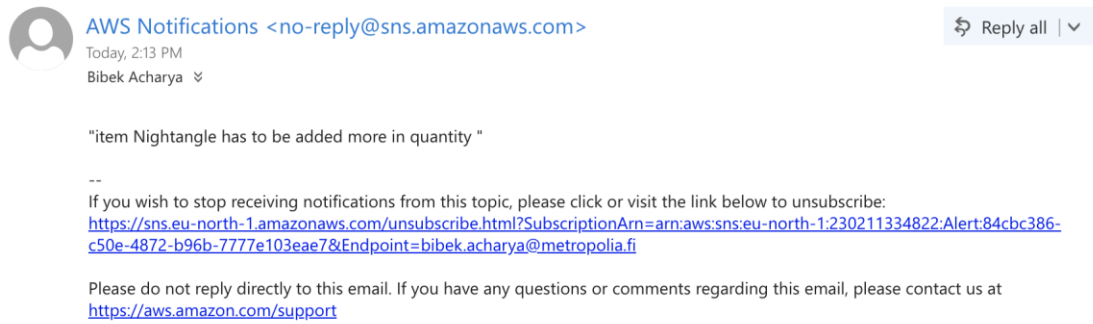 AWS Notifications <no-reply@sns.amazonaws.com>
Reply all
Today, 2:13 PM
Bibek Acharya
"item Nightangle has to be added more in quantity "
--
If you wish to stop receiving notifications from this topic, please click or visit the link below to unsubscribe:
https://sns.eu-north-1.amazonaws.com/unsubscribe.html?SubscriptionArn=arn:aws:sns:eu-north-1:230211334822:Alert:84cbc386-
c50e-4872-b96b-7777e103eae7&Endpoint=bibek.acharya@metropolia.fi
Please do not reply directly to this email. If you have any questions or comments regarding this email, please contact us at
https://aws.amazon.com/support